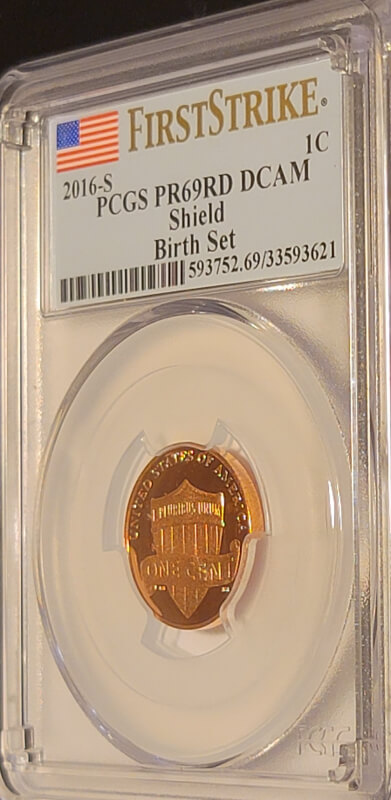 FIRSTSTRIKE®
2016-S 1C
PCGS PR69RD DCAM
Shield
Birth Set
593752.69/33593621
UNITED STATES OF AMERICA
E PLURIBUS UNUM
ONE CENT
PCGS